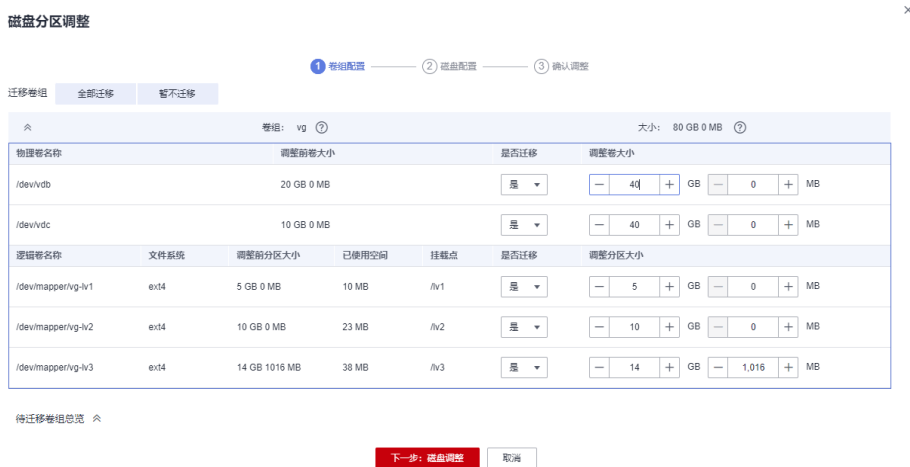 磁盘分区调整
1 卷组配置 2 磁盘配置 3 确认调整
迁移卷组 全部迁移 暂不迁移
卷组: vg ? 大小: 80 GB 0 MB ?
物理卷名称 调整前卷大小 是否迁移 调整卷大小
/dev/vdb 20 GB 0 MB 是 — 40 + GB — 0 + MB
/dev/vdc 10 GB 0 MB 是 — 40 + GB — 0 + MB
逻辑卷名称 文件系统 调整前分区大小 已使用空间 挂载点 是否迁移 调整分区大小
/dev/mapper/vg-lv1 ext4 5 GB 0 MB 10 MB /lv1 是 — 5 + GB — 0 + MB
/dev/mapper/vg-lv2 ext4 10 GB 0 MB 23 MB /lv2 是 — 10 + GB — 0 + MB
/dev/mapper/vg-lv3 ext4 14 GB 1016 MB 38 MB /lv3 是 — 14 + GB — 1,016 + MB
待迁移卷组总览
下一步: 磁盘调整 取消